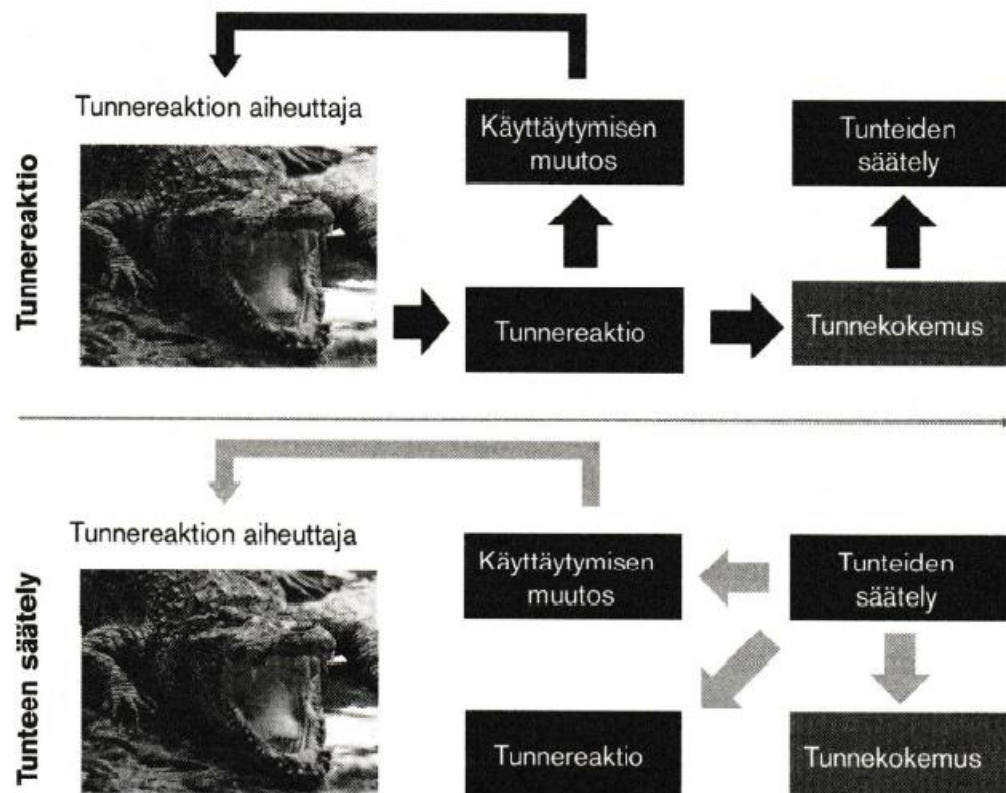 Tunnereaktio
Tunnereaktion aiheuttaja
Käyttäytymisen
muutos
Tunteiden
säätely
Tunnereaktio
Tunnekokemus
Tunteen säätely
Tunnereaktion aiheuttaja
Käyttäytymisen
muutos
Tunteiden
säätely
Tunnereaktio
Tunnekokemus